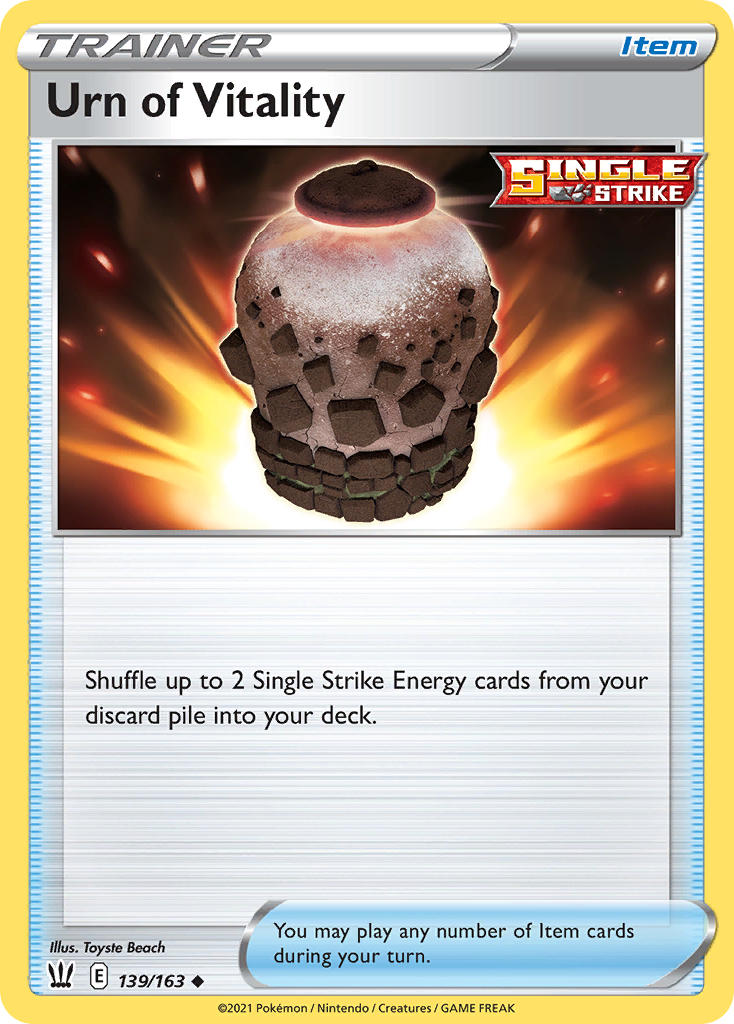 TRAINER
Item
Urn of Vitality
SINGLE
STRIKE
Shuffle up to 2 Single Strike Energy cards from your
discard pile into your deck.
Illus. Toyste Beach
You may play any number of Item cards
during your turn.
E
139/163
©2021 Pokémon / Nintendo / Creatures / GAME FREAK